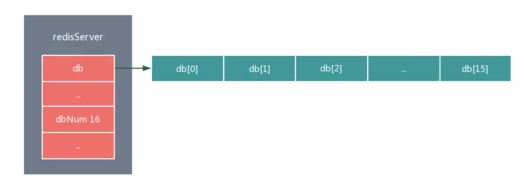 redisServer
db
db[0] db[1] db[2] … db[15]
…
dbNum 16
…